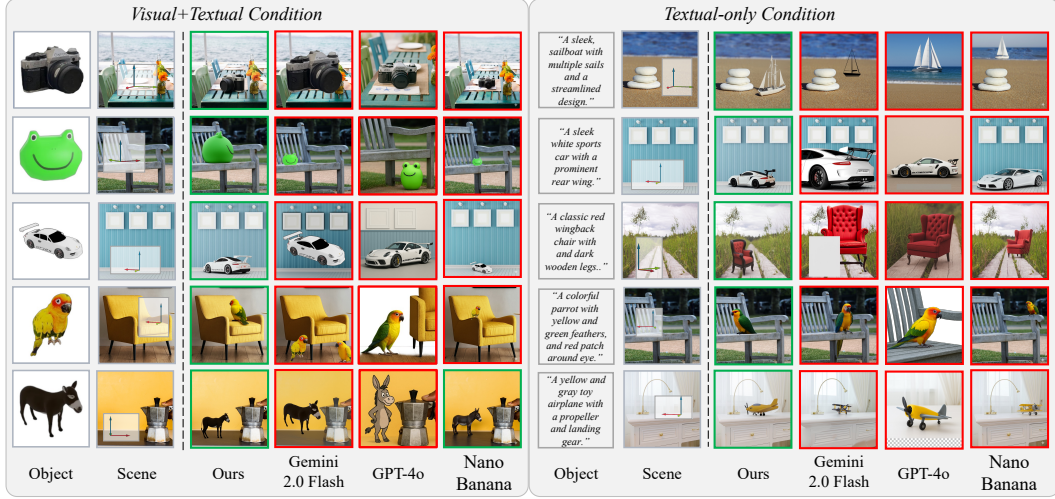 Visual+Textual Condition
Object
Scene
Ours
Gemini
2.0 Flash
GPT-4o
Nano
Banana
Textual-only Condition
“A sleek,
sailboat with
multiple sails
and a
streamlined
design.”
“A sleek
white sports
car with a
prominent
rear wing.”
“A classic red
wingback
chair with
and dark
wooden legs..”
“A colorful
parrot with
yellow and
green feathers,
and red patch
around eye.”
“A yellow and
gray toy
airplane with
a propeller
and landing
gear.”
Object
Scene
Ours
Gemini
2.0 Flash
GPT-4o
Nano
Banana